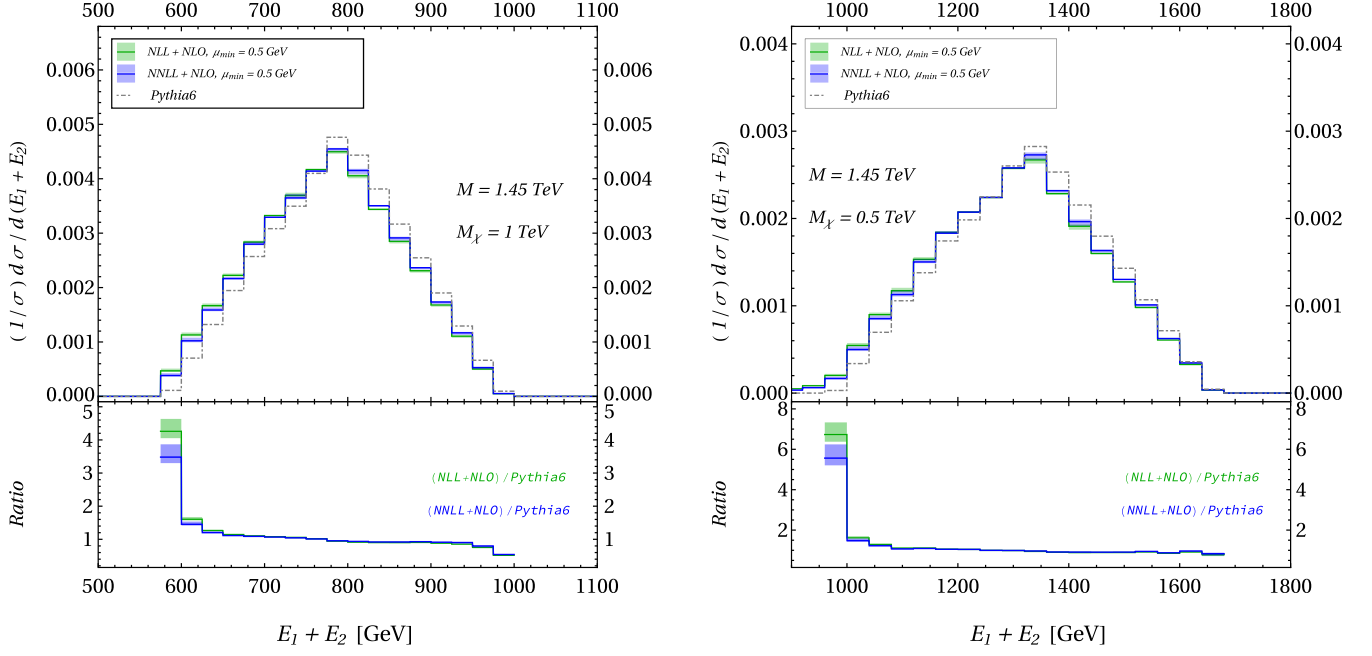 500 600 700 800 900 1000 1100
NLL + NLO, μmin = 0.5 GeV
NNLL + NLO, μmin = 0.5 GeV
Pythia6
M = 1.45 TeV
Mχ = 1 TeV
0.006 0.006
0.005 0.005
0.004 0.004
0.003 0.003
0.002 0.002
0.001 0.001
0.000 0.000
(1/σ) d σ / d (E1 + E2)
5 5
4 4
3 3
2 2
1 1
Ratio
(NLL+NLO)/Pythia6
(NNLL+NLO)/Pythia6
500 600 700 800 900 1000 1100
E1 + E2 [GeV]
1000 1200 1400 1600 1800
NLL + NLO, μmin = 0.5 GeV
NNLL + NLO, μmin = 0.5 GeV
Pythia6
M = 1.45 TeV
Mχ = 0.5 TeV
0.004 0.004
0.003 0.003
0.002 0.002
0.001 0.001
0.000 0.000
(1/σ) d σ / d (E1 + E2)
8 8
6 6
4 4
2 2
Ratio
(NLL+NLO)/Pythia6
(NNLL+NLO)/Pythia6
1000 1200 1400 1600 1800
E1 + E2 [GeV]